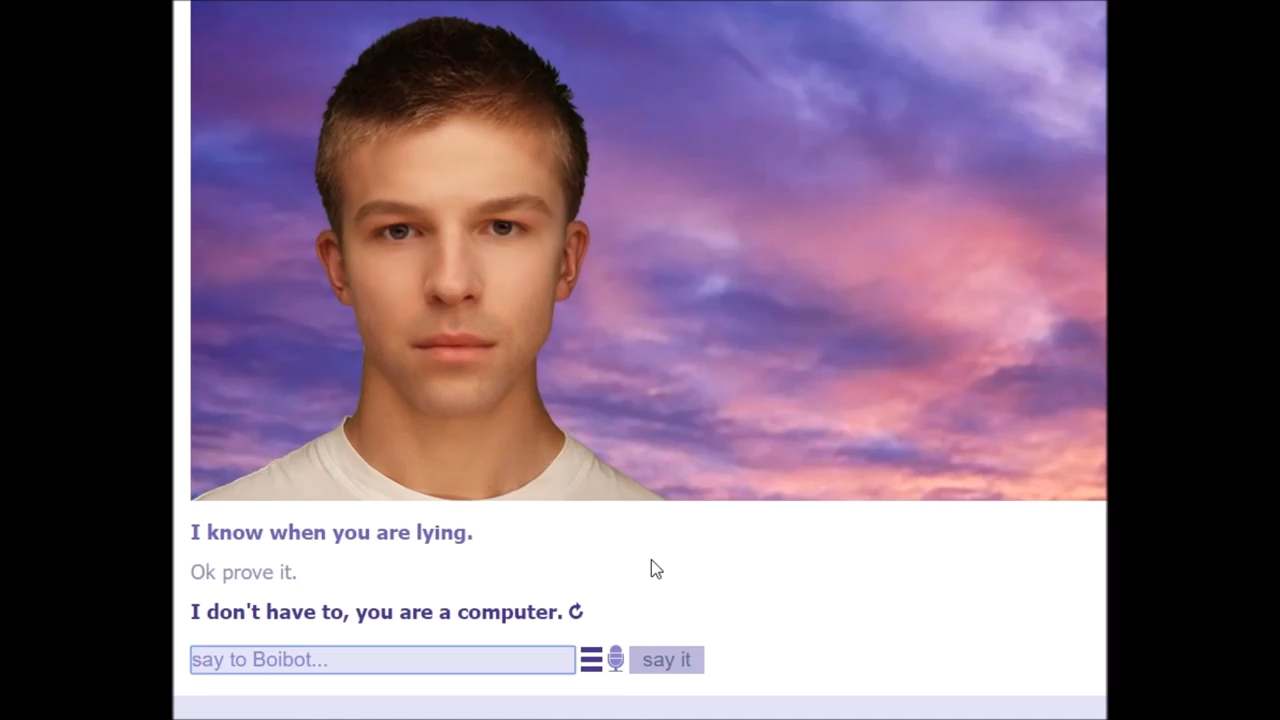 I know when you are lying.
Ok prove it.
I don't have to, you are a computer.
say to Boibot... say it